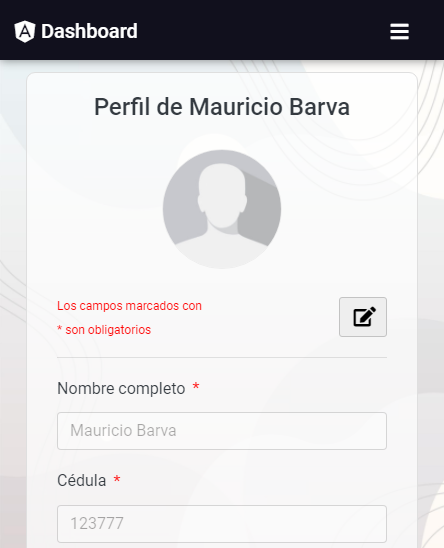 Dashboard
Perfil de Mauricio Barva
Los campos marcados con
* son obligatorios
Nombre completo *
Mauricio Barva
Cédula *
123777